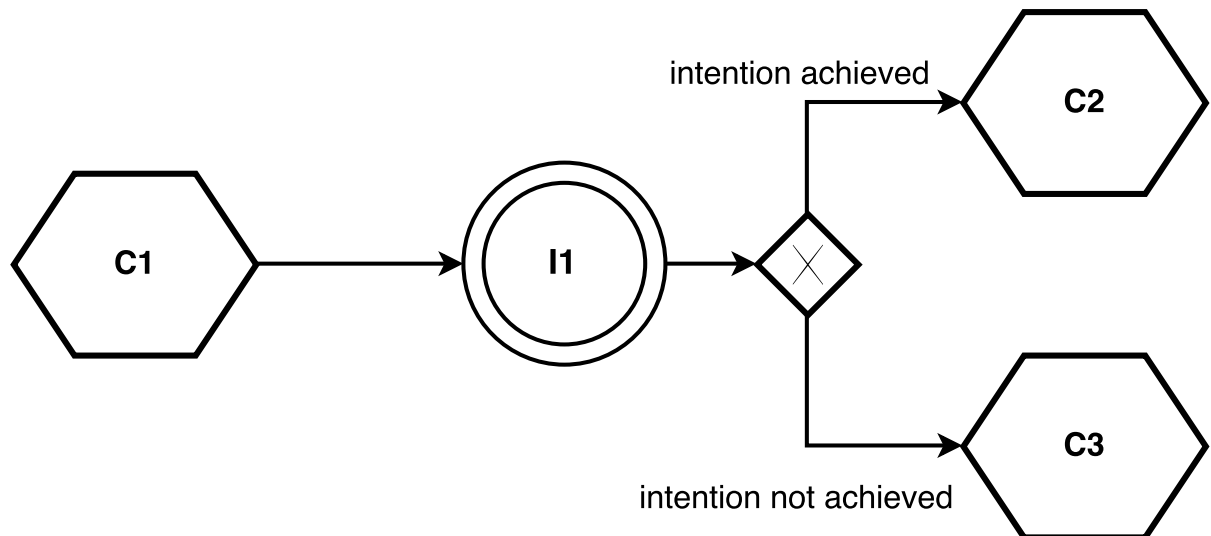 intention achieved
C2
C1
I1
C3
intention not achieved